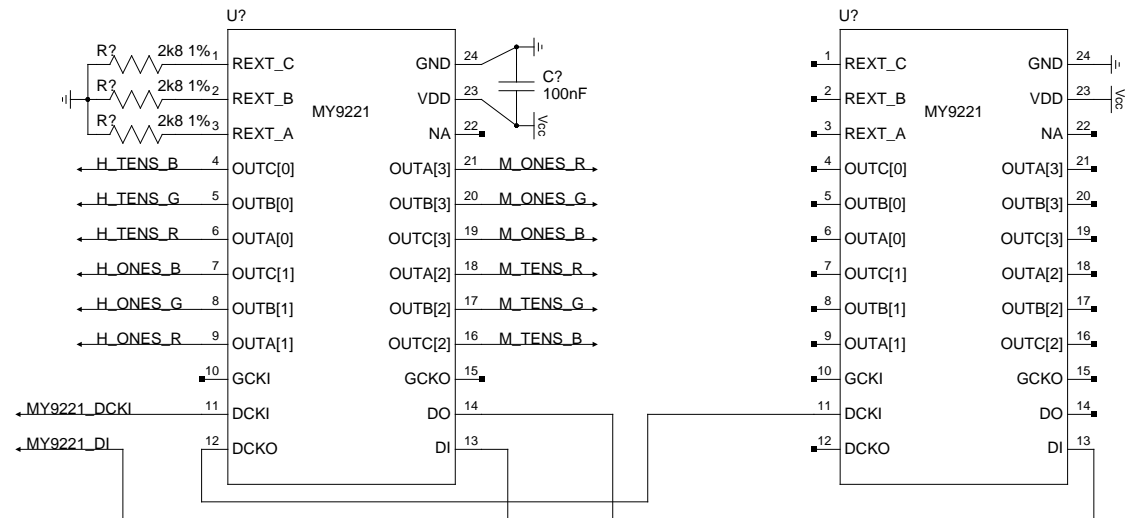 U?
R? 2k8 1% 1 REXT_C
R? 2k8 1% 2 REXT_B
R? 2k8 1% 3 REXT_A
H_TENS_B 4 OUTC[0]
H_TENS_G 5 OUTB[0]
H_TENS_R 6 OUTA[0]
H_ONES_B 7 OUTC[1]
H_ONES_G 8 OUTB[1]
H_ONES_R 9 OUTA[1]
10 GCKI
MY9221_DCKI 11 DCKI
MY9221_DI 12 DCKO
MY9221
GND 24
VDD 23
NA 22
OUTA[3] 21 M_ONES_R
OUTB[3] 20 M_ONES_G
OUTC[3] 19 M_ONES_B
OUTA[2] 18 M_TENS_R
OUTB[2] 17 M_TENS_G
OUTC[2] 16 M_TENS_B
GCKO 15
DO 14
DI 13
C?
100nF
Vcc
U?
1 REXT_C
2 REXT_B
3 REXT_A
4 OUTC[0]
5 OUTB[0]
6 OUTA[0]
7 OUTC[1]
8 OUTB[1]
9 OUTA[1]
10 GCKI
11 DCKI
12 DCKO
MY9221
GND 24
VDD 23
NA 22
OUTA[3] 21
OUTB[3] 20
OUTC[3] 19
OUTA[2] 18
OUTB[2] 17
OUTC[2] 16
GCKO 15
DO 14
DI 13
Vcc